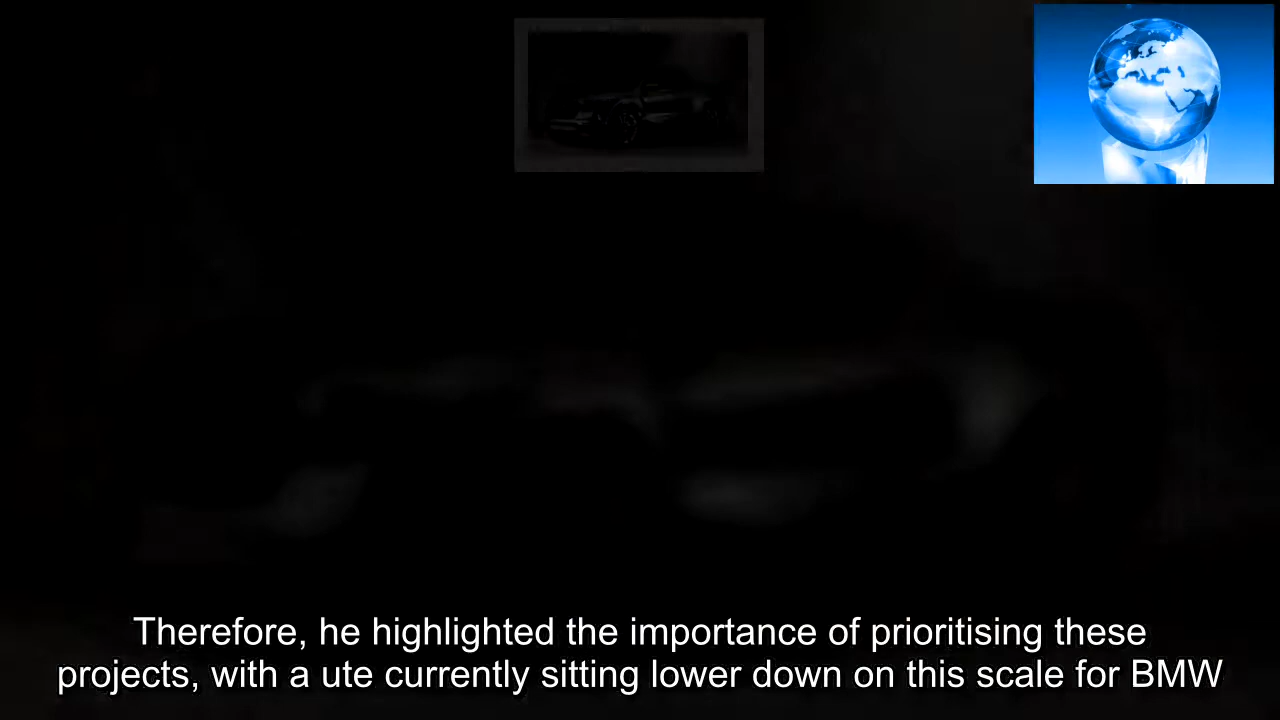 Therefore, he highlighted the importance of prioritising these
projects, with a ute currently sitting lower down on this scale for BMW